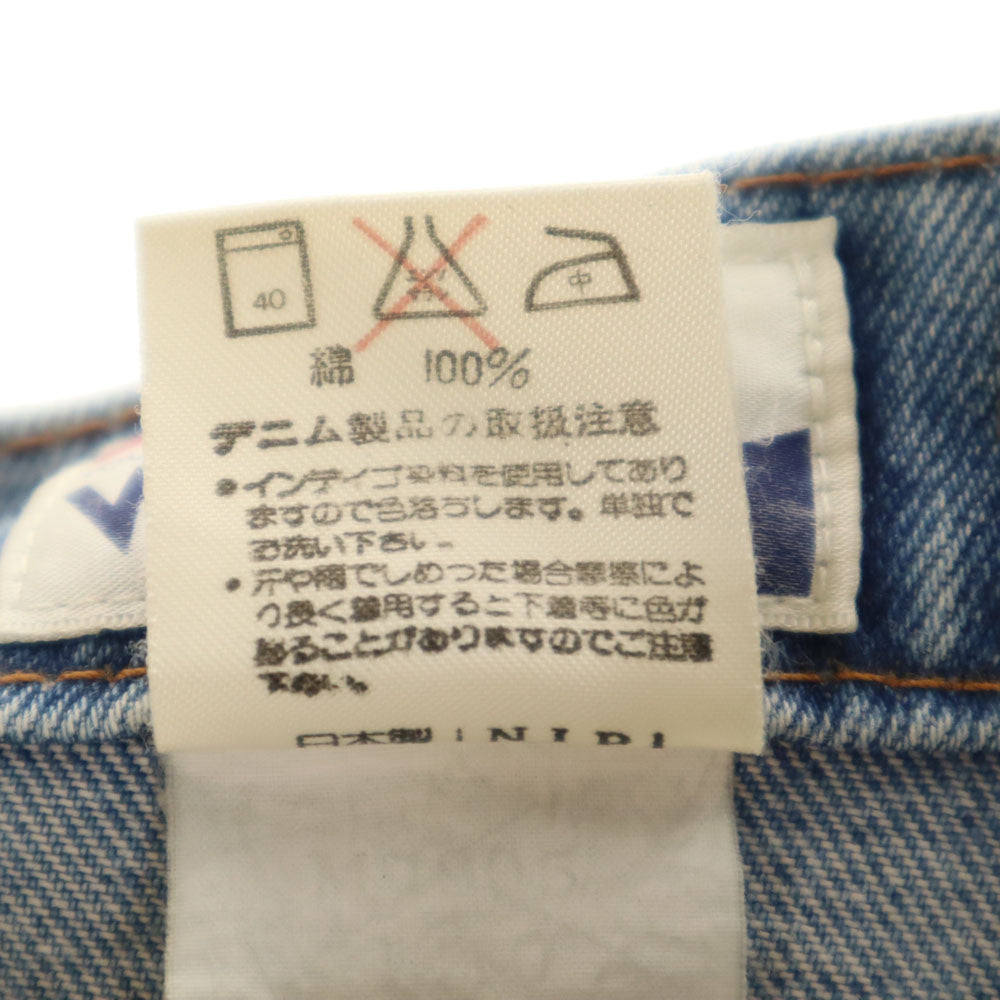 40
中
綿 100%
デニム製品の取扱注意
●インディゴ染料を使用してあり
ますので色落ちします。単独で
お洗い下さい。
●汗や雨でしめった場合摩擦によ
り長く着用すると下着等に色が
移ることがありますのでご注意
下さい。
日本製